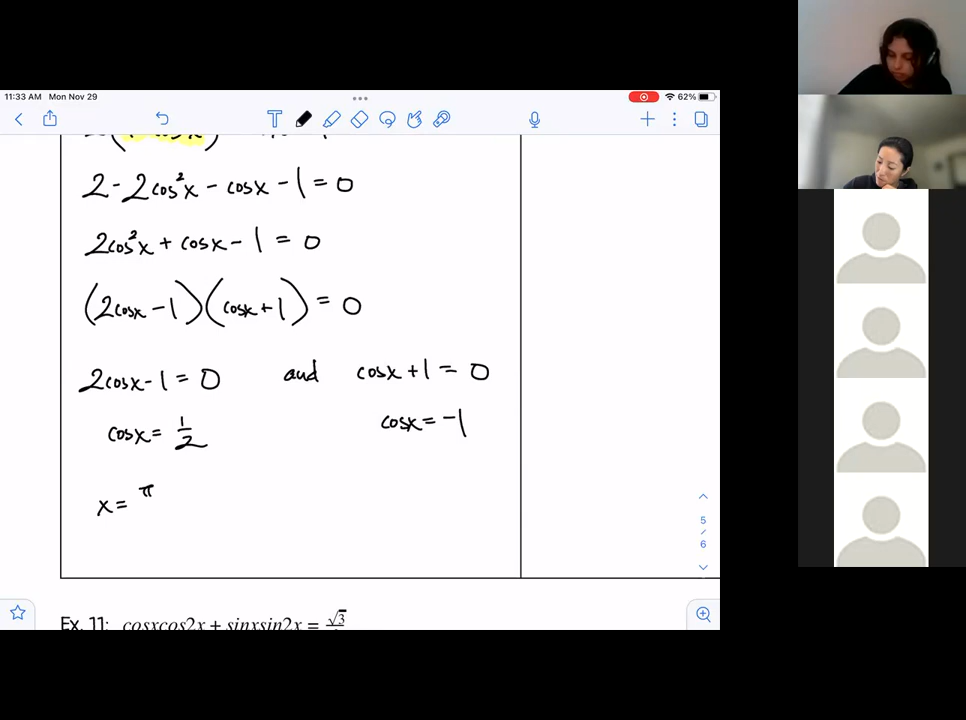 11:33 AM Mon Nov 29
62%
2 - 2cos²x - cosx - 1 = 0
2cos²x + cosx - 1 = 0
(2cosx - 1)(cosx + 1) = 0
2cosx - 1 = 0 and cosx + 1 = 0
cosx = 1/2 cosx = -1
x = π
5
/
6
Ex. 11: cosxcos2x + sinxsin2x = √3